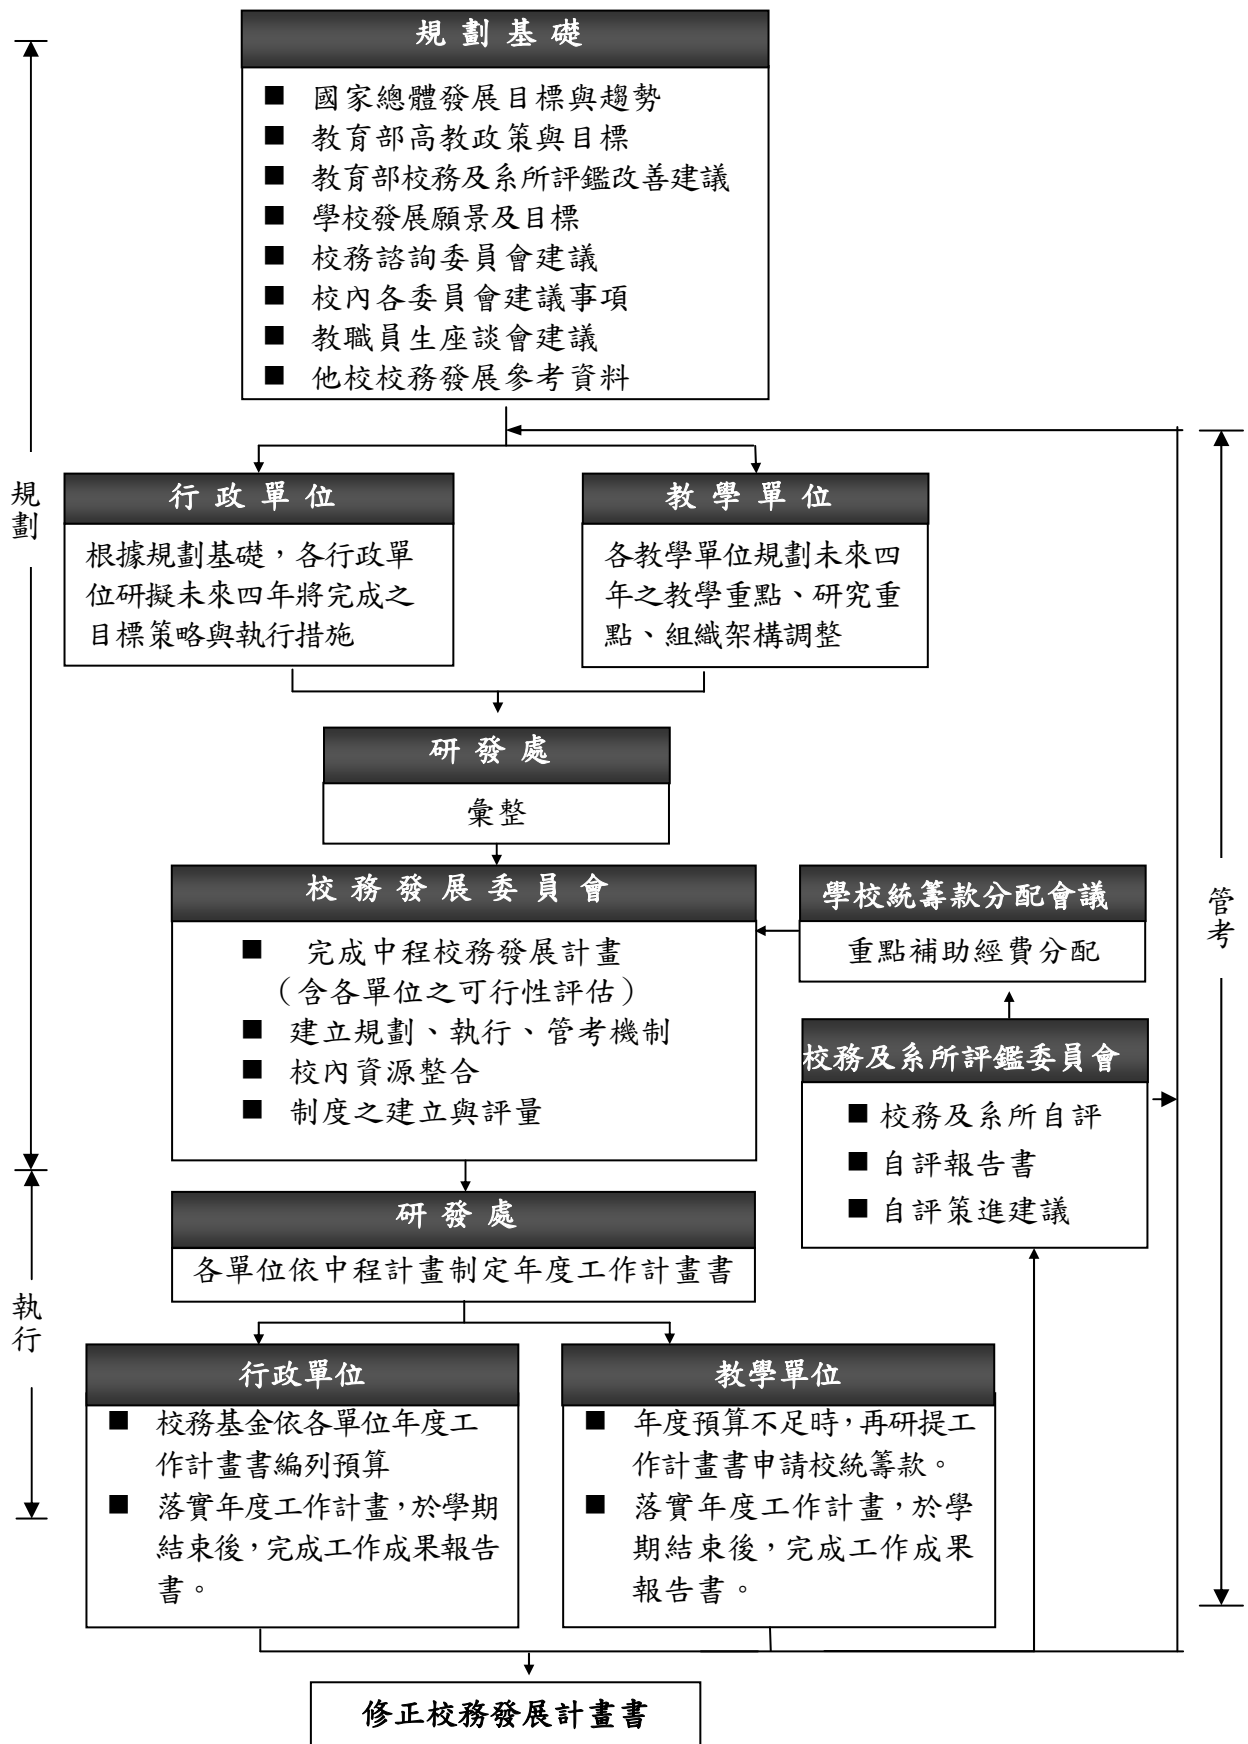 規劃基礎
■ 國家總體發展目標與趨勢
■ 教育部高教政策與目標
■ 教育部校務及系所評鑑改善建議
■ 學校發展願景及目標
■ 校務諮詢委員會建議
■ 校內各委員會建議事項
■ 教職員生座談會建議
■ 他校校務發展參考資料
規劃
行政單位
根據規劃基礎，各行政單
位研擬未來四年將完成之
目標策略與執行措施
教學單位
各教學單位規劃未來四
年之教學重點、研究重
點、組織架構調整
研發處
彙整
校務發展委員會
■ 完成中程校務發展計畫
（含各單位之可行性評估）
■ 建立規劃、執行、管考機制
■ 校內資源整合
■ 制度之建立與評量
學校統籌款分配會議
重點補助經費分配
管考
校務及系所評鑑委員會
■ 校務及系所自評
■ 自評報告書
■ 自評策進建議
研發處
各單位依中程計畫制定年度工作計畫書
執行
行政單位
■ 校務基金依各單位年度工
作計畫書編列預算
■ 落實年度工作計畫，於學期
結束後，完成工作成果報告
書。
教學單位
■ 年度預算不足時，再研提工
作計畫書申請校統籌款。
■ 落實年度工作計畫，於學
期結束後，完成工作成果
報告書。
修正校務發展計畫書